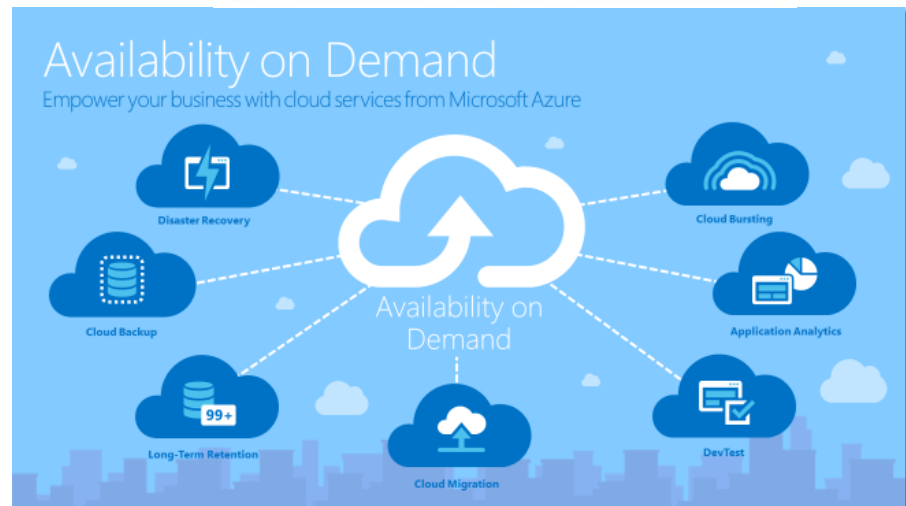 Availability on Demand
Empower your business with cloud services from Microsoft Azure
Disaster Recovery
Cloud Bursting
Cloud Backup
Availability on
Demand
Application Analytics
99+
Long-Term Retention
DevTest
Cloud Migration